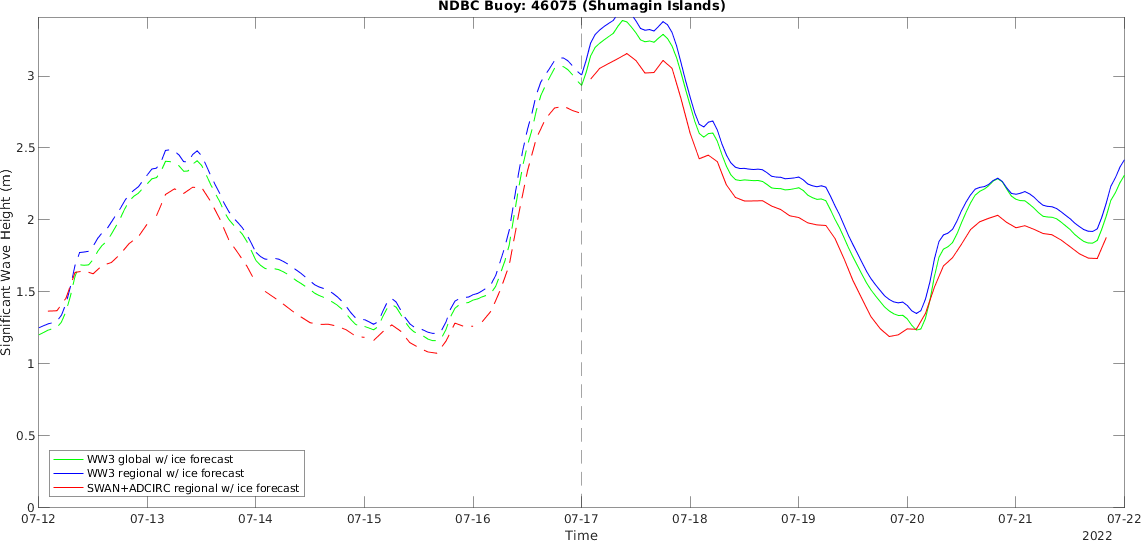 NDBC Buoy: 46075 (Shumagin Islands)
Significant Wave Height (m)
3
2.5
2
1.5
1
0.5
0
WW3 global w/ ice forecast
WW3 regional w/ ice forecast
SWAN+ADCIRC regional w/ ice forecast
07-12 07-13 07-14 07-15 07-16 07-17 07-18 07-19 07-20 07-21 07-22
Time
2022